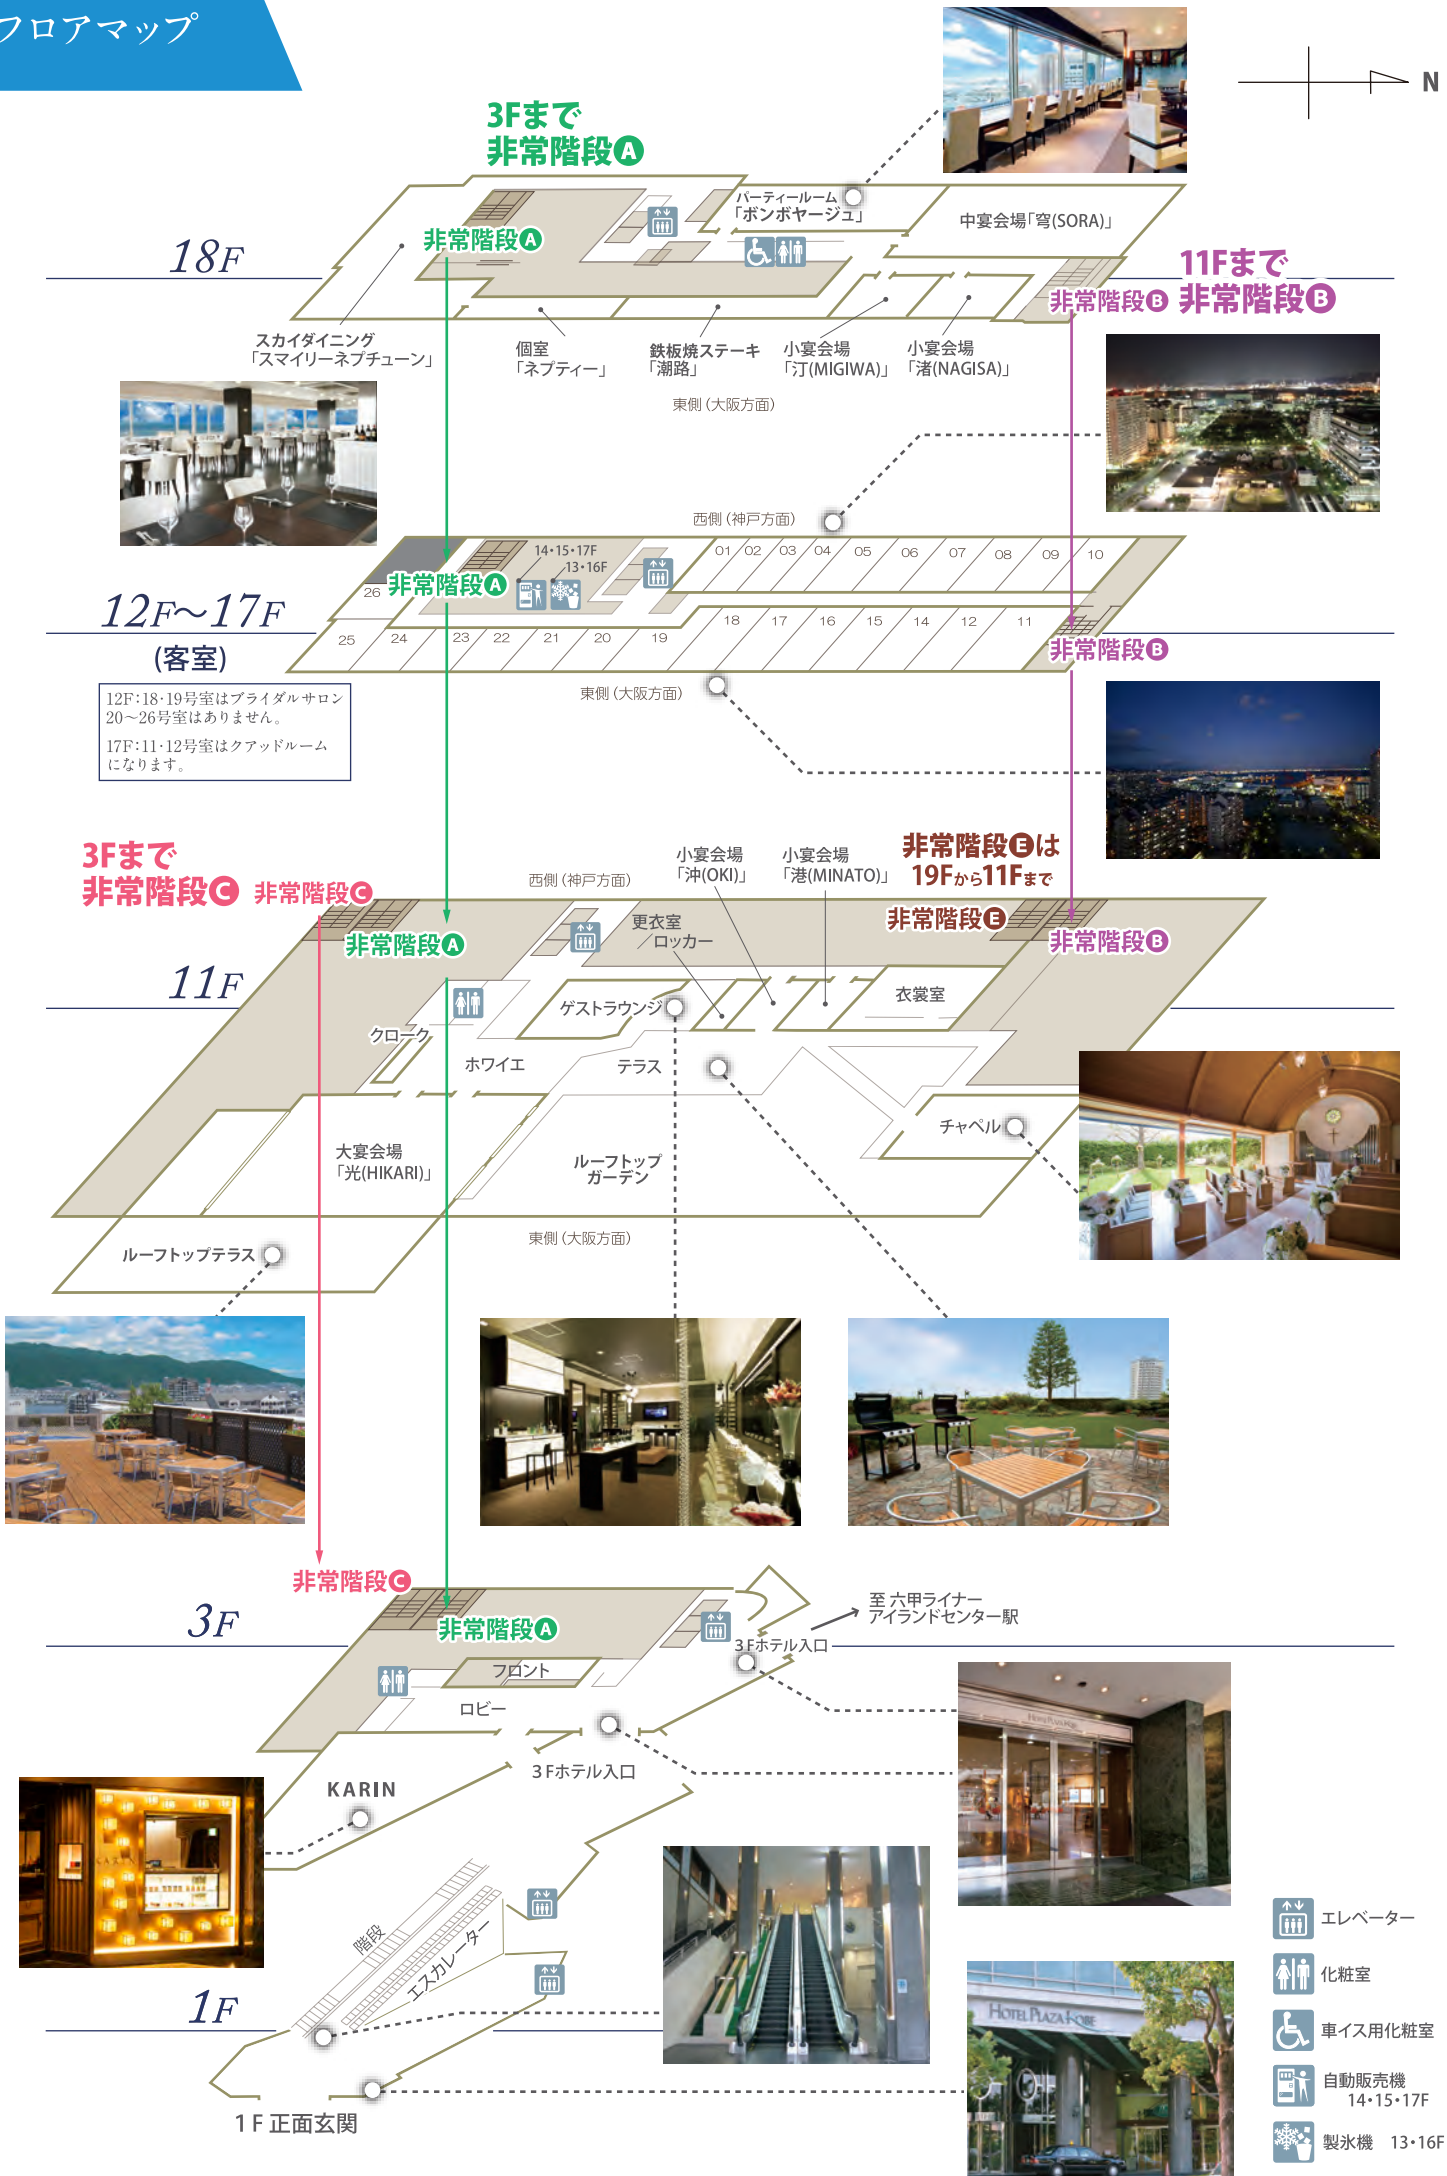 フロアマップ
N
3Fまで
非常階段A
パーティールーム
「ボンボヤージュ」
中宴会場「穹(SORA)」
非常階段A
18F
11Fまで
非常階段B
非常階段B
スカイダイニング
「スマイリーネプチューン」
個室
「ネプティー」
鉄板焼ステーキ
「潮路」
小宴会場
「汀(MIGIWA)」
小宴会場
「渚(NAGISA)」
東側(大阪方面)
西側(神戸方面)
14・15・17F
13・16F
01 02 03 04 05 06 07 08 09 10
非常階段A
26
12F〜17F
(客室)
25 24 23 22 21 20 19 18 17 16 15 14 12 11
非常階段B
東側(大阪方面)
12F:18・19号室はブライダルサロン
20〜26号室はありません。
17F:11・12号室はクアッドルーム
になります。
3Fまで
非常階段C
非常階段C
西側(神戸方面)
小宴会場
「沖(OKI)」
小宴会場
「港(MINATO)」
非常階段Eは
19Fから11Fまで
非常階段E
非常階段A
更衣室
ロッカー
非常階段B
11F
ゲストラウンジ
衣裳室
クローク
ホワイエ
テラス
チャペル
大宴会場
「光(HIKARI)」
ルーフトップ
ガーデン
東側(大阪方面)
ルーフトップテラス
非常階段C
3F
非常階段A
至 六甲ライナー
アイランドセンター駅
3Fホテル入口
フロント
ロビー
3Fホテル入口
HOTEL PLAZA KOBE
KARIN
階段
エスカレーター
1F
HOTEL PLAZA KOBE
1F 正面玄関
エレベーター
化粧室
車イス用化粧室
自動販売機
14・15・17F
製氷機 13・16F